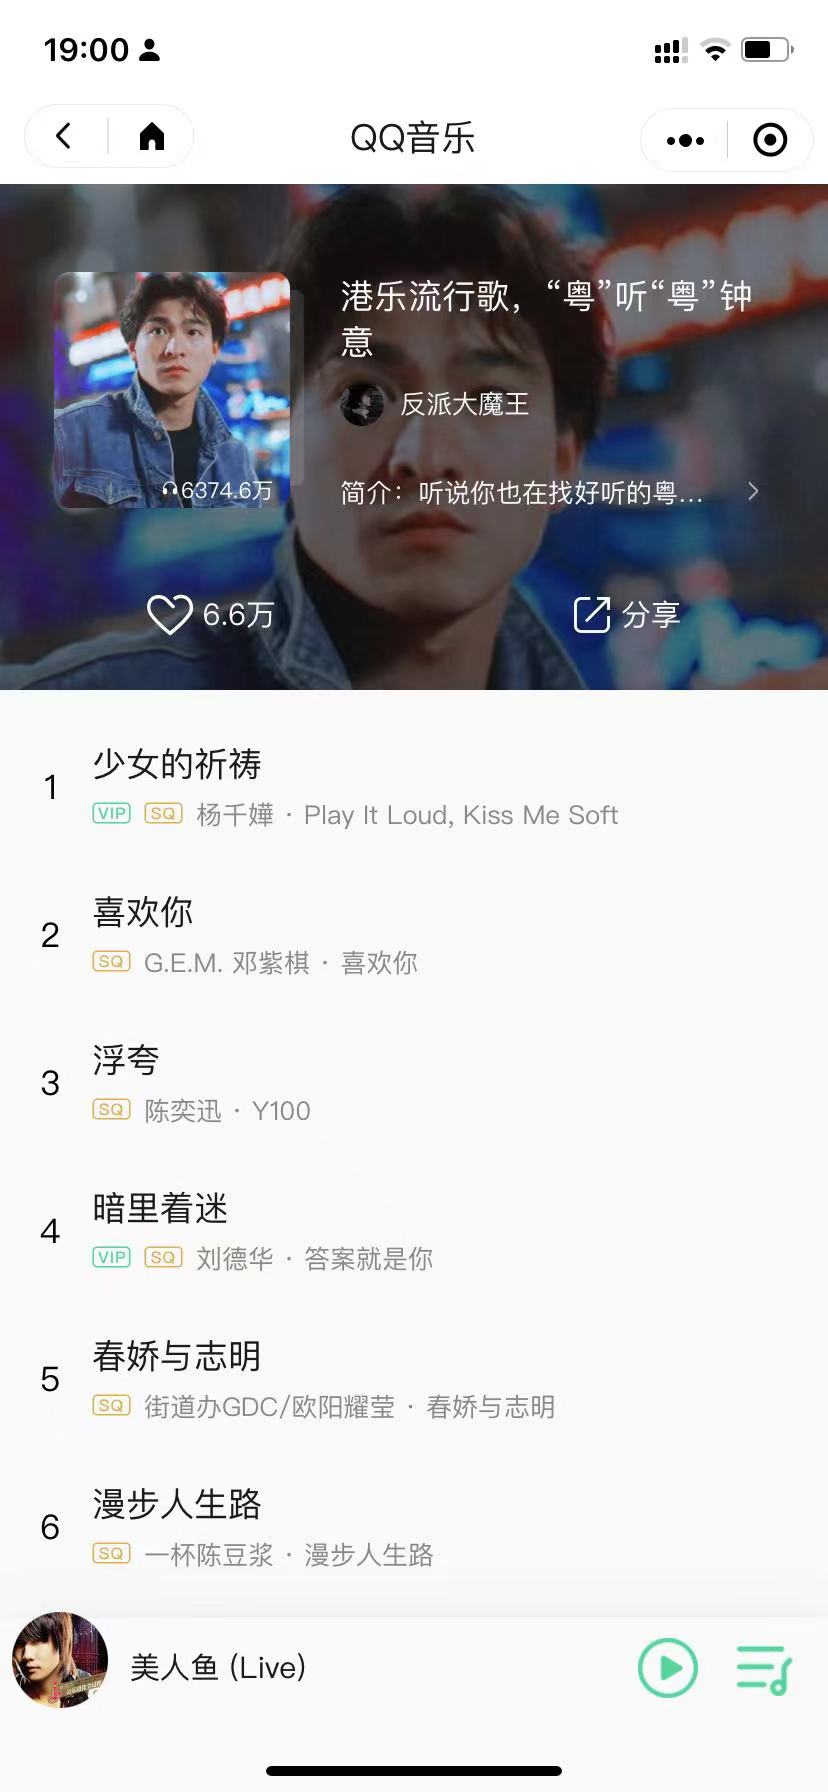 19:00
QQ音乐
港乐流行歌，“粤”听“粤”钟
意
反派大魔王
6374.6万
简介：听说你也在找好听的粤...
6.6万
分享
1
少女的祈祷
VIP SQ 杨千嬅 · Play It Loud, Kiss Me Soft
2
喜欢你
SQ G.E.M. 邓紫棋 · 喜欢你
3
浮夸
SQ 陈奕迅 · Y100
4
暗里着迷
VIP SQ 刘德华 · 答案就是你
5
春娇与志明
SQ 街道办GDC/欧阳耀莹 · 春娇与志明
6
漫步人生路
SQ 一杯陈豆浆 · 漫步人生路
美人鱼 (Live)